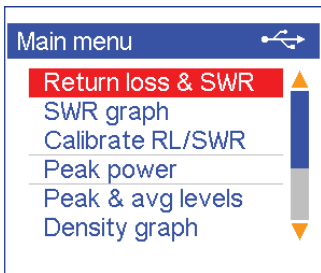 Main menu
Return loss & SWR
SWR graph
Calibrate RL/SWR
Peak power
Peak & avg levels
Density graph